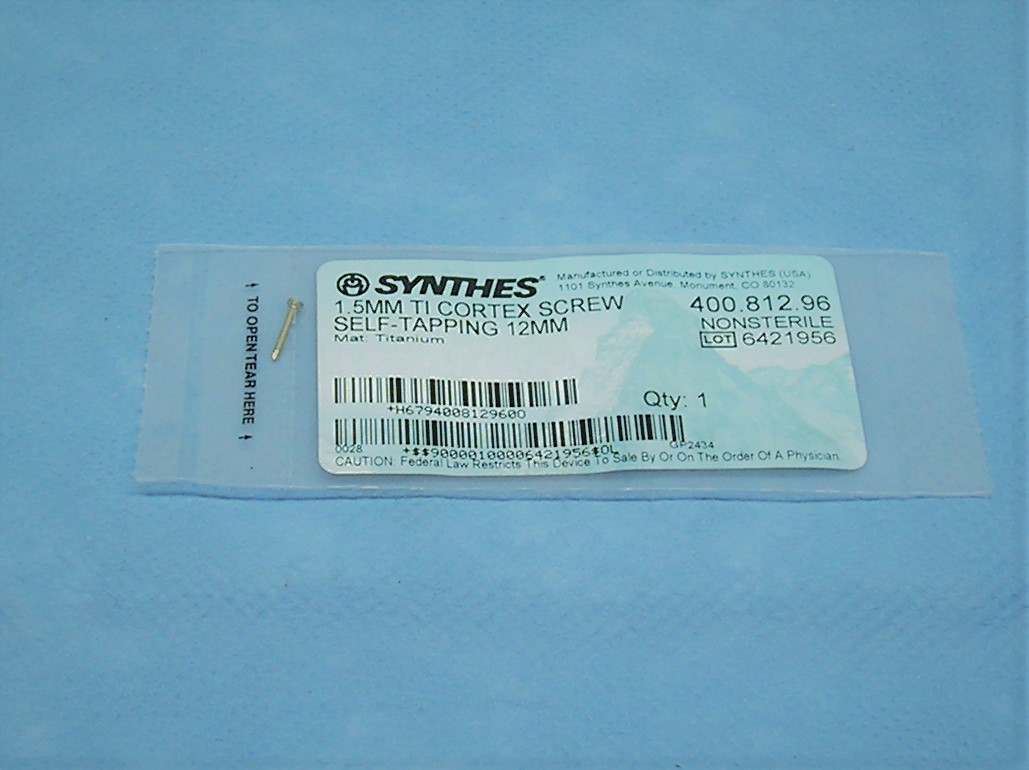 SYNTHES®
Manufactured or Distributed by SYNTHES (USA)
1101 Synthes Avenue, Monument, CO 80132
1.5MM TI CORTEX SCREW
SELF-TAPPING 12MM
Mat: Titanium
400.812.96
NONSTERILE
LOT 6421956
Qty: 1
+H6794008129600
0028
+$$90000100006421956$0L
GP2434
CAUTION: Federal Law Restricts This Device To Sale By Or On The Order Of A Physician.
TO OPEN TEAR HERE